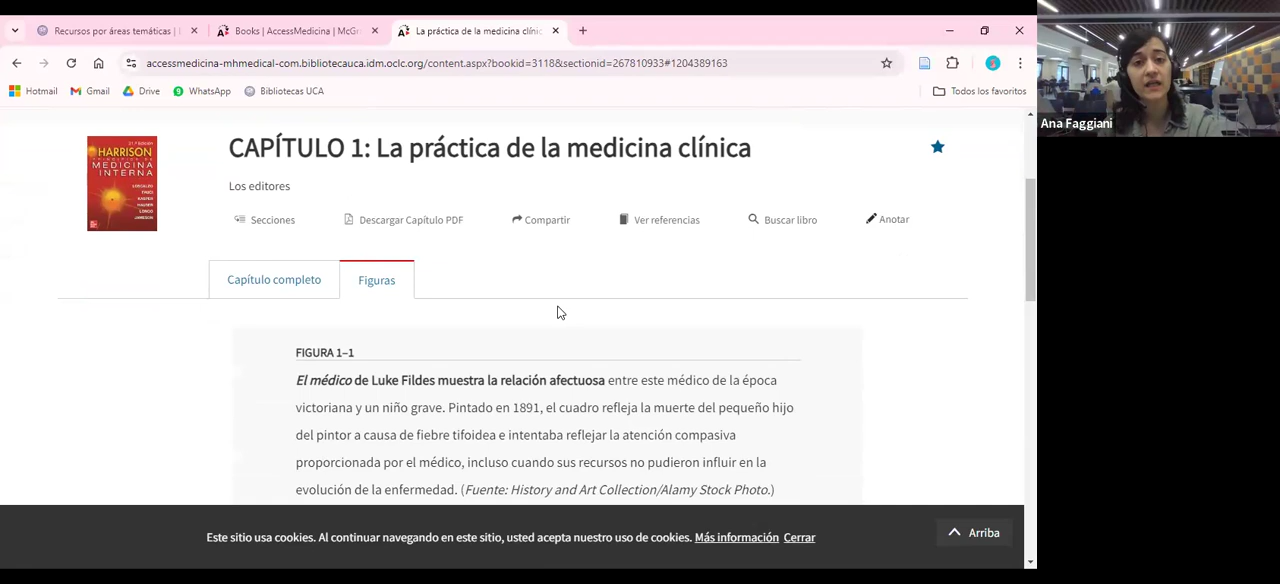 Recursos por áreas temáticas |
Books | AccessMedicina | McGr
La práctica de la medicina clínic
accessmedicina-mhmedical-com.bibliotecauca.idm.oclc.org/content.aspx?bookid=3118&sectionid=267810933#1204389163
Hotmail
Gmail
Drive
WhatsApp
Bibliotecas UCA
Todos los favoritos
Ana Faggiani
HARRISON
MEDICINA
INTERNA
CAPÍTULO 1: La práctica de la medicina clínica
Los editores
Secciones
Descargar Capítulo PDF
Compartir
Ver referencias
Buscar libro
Anotar
Capítulo completo
Figuras
FIGURA 1–1
El médico de Luke Fildes muestra la relación afectuosa entre este médico de la época
victoriana y un niño grave. Pintado en 1891, el cuadro refleja la muerte del pequeño hijo
del pintor a causa de fiebre tifoidea e intentaba reflejar la atención compasiva
proporcionada por el médico, incluso cuando sus recursos no pudieron influir en la
evolución de la enfermedad. (Fuente: History and Art Collection/Alamy Stock Photo.)
Este sitio usa cookies. Al continuar navegando en este sitio, usted acepta nuestro uso de cookies. Más información Cerrar
Arriba